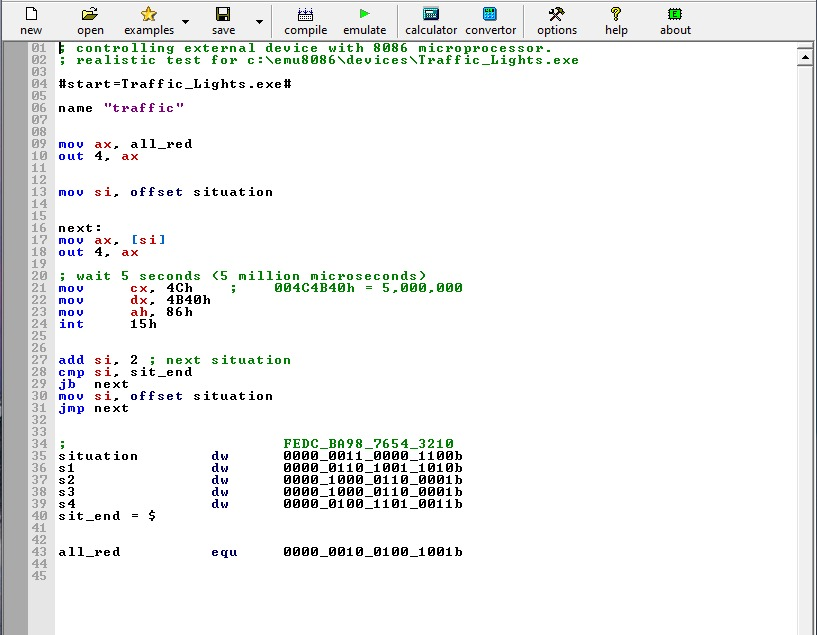 new open examples save compile emulate calculator convertor options help about
01 ; controlling external device with 8086 microprocessor.
02 ; realistic test for c:\emu8086\devices\Traffic_Lights.exe
03
04 #start=Traffic_Lights.exe#
05
06 name "traffic"
07
08
09 mov ax, all_red
10 out 4, ax
11
12
13 mov si, offset situation
14
15
16 next:
17 mov ax, [si]
18 out 4, ax
19
20 ; wait 5 seconds (5 million microseconds)
21 mov cx, 4Ch ; 004C4B40h = 5,000,000
22 mov dx, 4B40h
23 mov ah, 86h
24 int 15h
25
26
27 add si, 2 ; next situation
28 cmp si, sit_end
29 jb next
30 mov si, offset situation
31 jmp next
32
33
34 ; FEDC_BA98_7654_3210
35 situation dw 0000_0011_0000_1100b
36 s1 dw 0000_0110_1001_1010b
37 s2 dw 0000_1000_0110_0001b
38 s3 dw 0000_1000_0110_0001b
39 s4 dw 0000_0100_1101_0011b
40 sit_end = $
41
42
43 all_red equ 0000_0010_0100_1001b
44
45